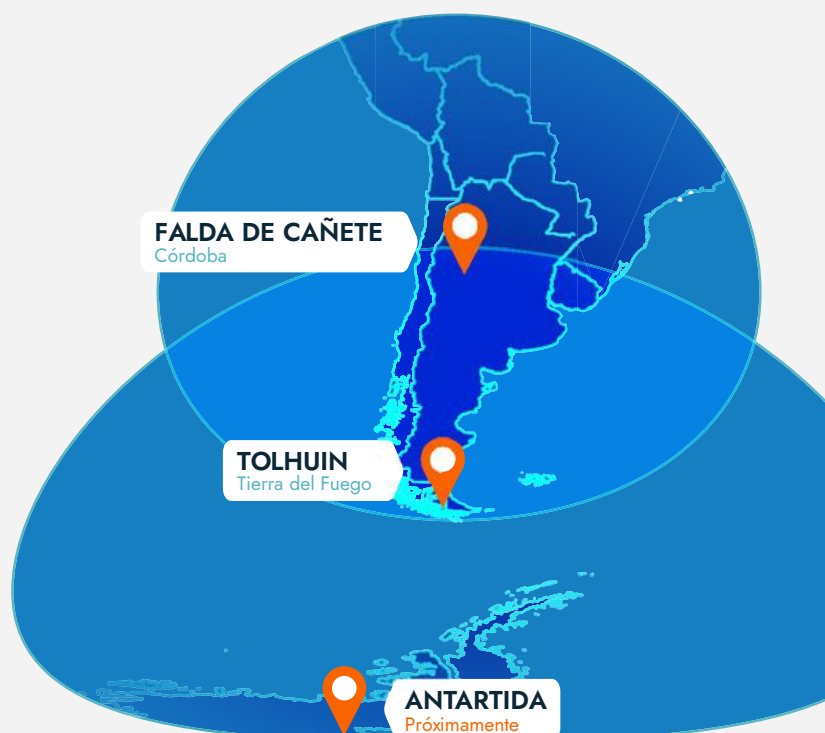 FALDA DE CAÑETE
Córdoba
TOLHUIN
Tierra del Fuego
ANTARTIDA
Próximamente